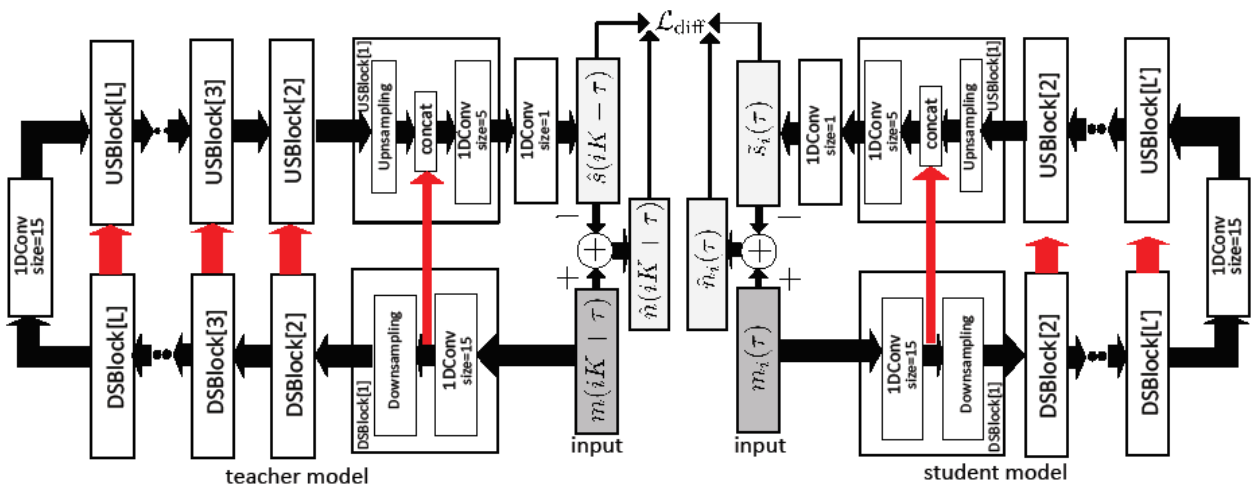 USBlock[L]
USBlock[3]
USBlock[2]
USBlock[1]
Upnsampling
concat
1DConv
size=5
1DConv
size=1
ŝ(iK − τ)
𝓛diff
s̃ᵢ(τ)
1DConv
size=1
1DConv
size=5
concat
Upnsampling
USBlock[1]
USBlock[2]
USBlock[L']
1DConv
size=15
−
+
+
n̂(iK | τ)
n̂ᵢ(τ)
−
+
+
1DConv
size=15
DSBlock[L]
DSBlock[3]
DSBlock[2]
DSBlock[1]
Downsampling
1DConv
size=15
m(iK | τ)
input
mᵢ(τ)
input
1DConv
size=15
Downsampling
DSBlock[1]
DSBlock[2]
DSBlock[L']
teacher model
student model